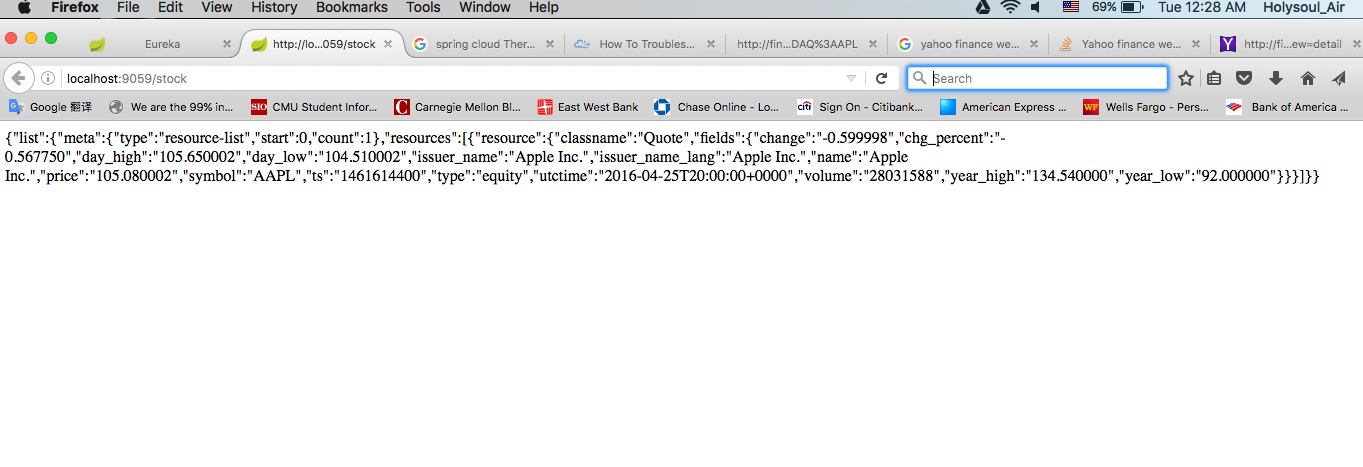 Firefox File Edit View History Bookmarks Tools Window Help 69% Tue 12:28 AM Holysoul_Air
Eureka http://lo...059/stock spring cloud Ther... How To Troubles... http://fin...DAQ%3AAPL yahoo finance we... Yahoo finance we... http://fi...ew=detail
localhost:9059/stock Search
Google 翻译 We are the 99% in... SIO CMU Student Infor... C Carnegie Mellon Bl... East West Bank Chase Online - Lo... citi Sign On - Citibank... American Express ... WF Wells Fargo - Pers... Bank of America ...
{"list":{"meta":{"type":"resource-list","start":0,"count":1},"resources":[{"resource":{"classname":"Quote","fields":{"change":"-0.599998","chg_percent":"-
0.567750","day_high":"105.650002","day_low":"104.510002","issuer_name":"Apple Inc.","issuer_name_lang":"Apple Inc.","name":"Apple
Inc.","price":"105.080002","symbol":"AAPL","ts":"1461614400","type":"equity","utctime":"2016-04-25T20:00:00+0000","volume":"28031588","year_high":"134.540000","year_low":"92.000000"}}}]}}